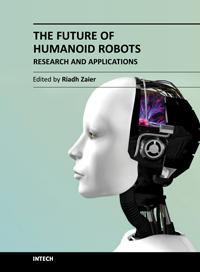 THE FUTURE OF
HUMANOID ROBOTS
RESEARCH AND APPLICATIONS
Edited by Riadh Zaier
INTECH